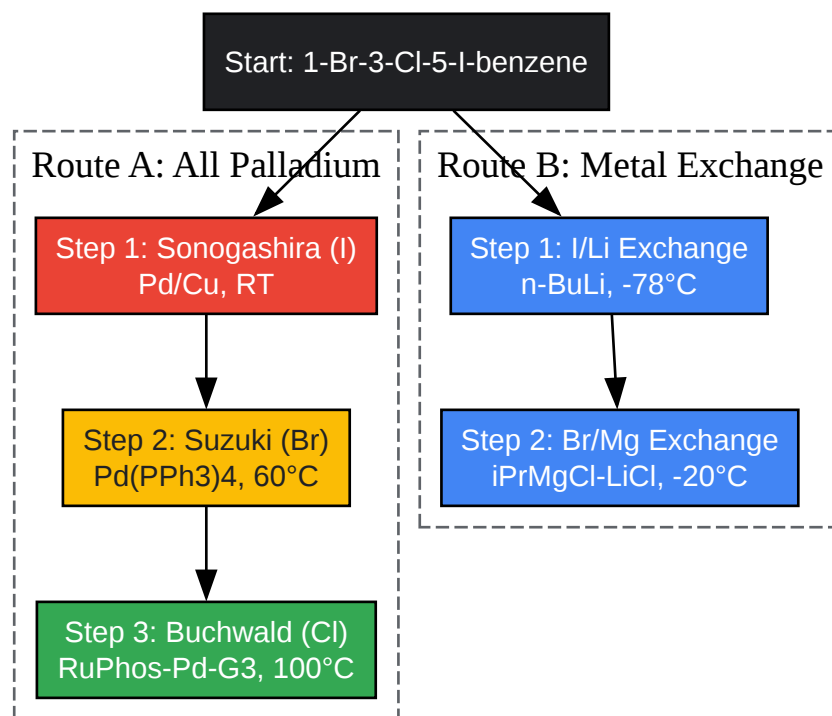 Start: 1-Br-3-Cl-5-I-benzene
Route A: All Palladium
Step 1: Sonogashira (I)
Pd/Cu, RT
Step 2: Suzuki (Br)
Pd(PPh3)4, 60°C
Step 3: Buchwald (Cl)
RuPhos-Pd-G3, 100°C
Route B: Metal Exchange
Step 1: I/Li Exchange
n-BuLi, -78°C
Step 2: Br/Mg Exchange
iPrMgCl-LiCl, -20°C